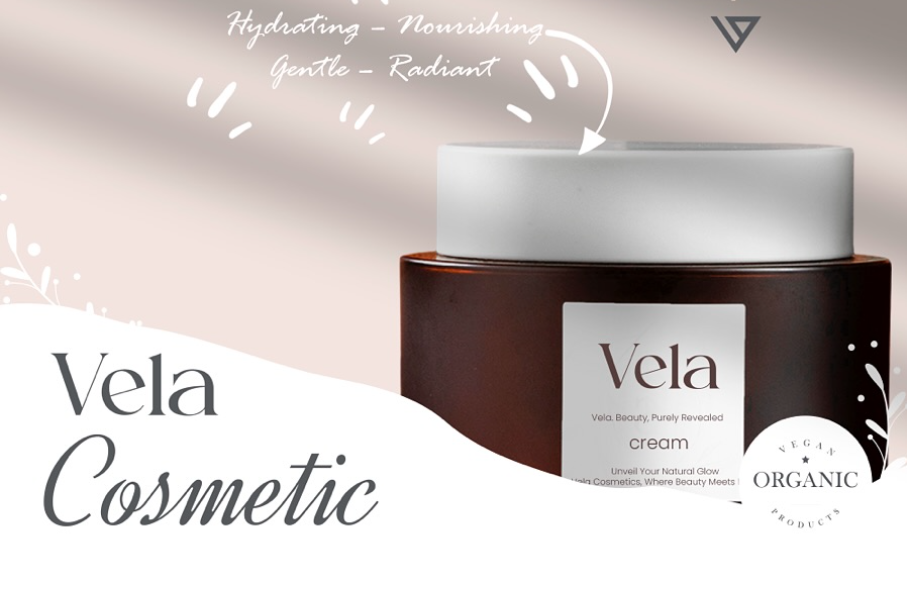 Hydrating – Nourishing
Gentle – Radiant
Vela
Vela. Beauty, Purely Revealed
cream
Unveil Your Natural Glow
Vela Cosmetics, Where Beauty Meets
Vela
Cosmetic
VEGAN
ORGANIC
PRODUCTS